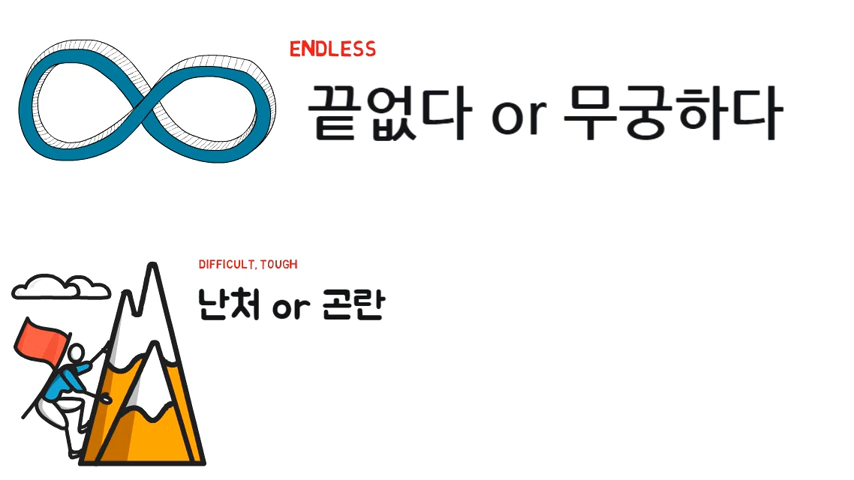 ENDLESS
끝없다 or 무궁하다
DIFFICULT, TOUGH
난처 or 곤란